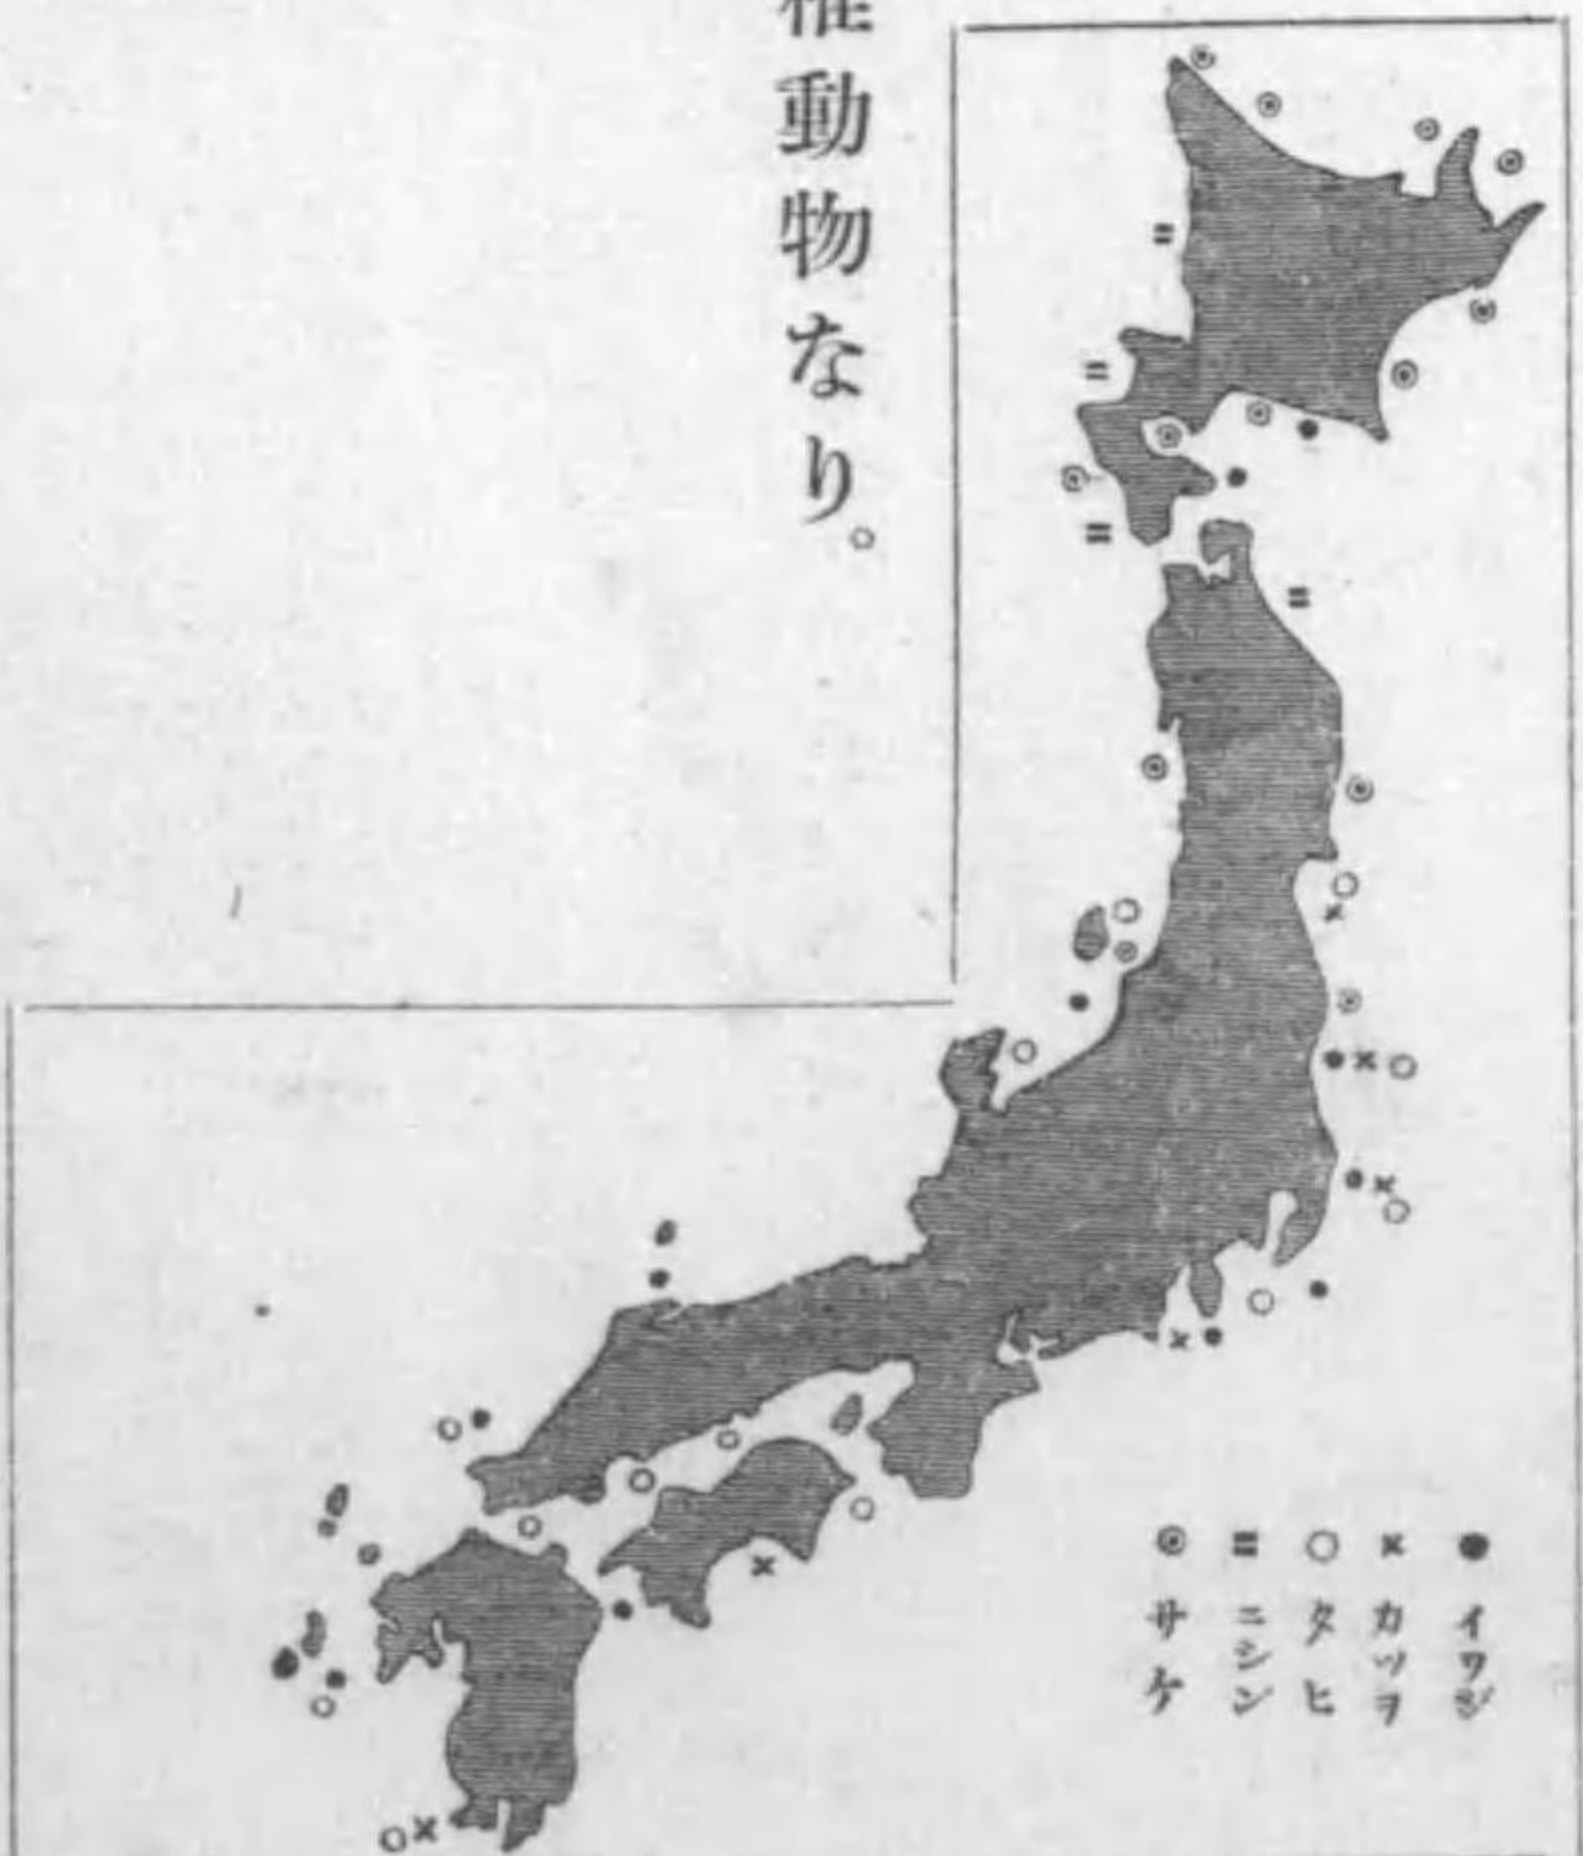 動物なり。
● イワシ
× カツヲ
○ タヒ
〓 ニシン
◎ サケ